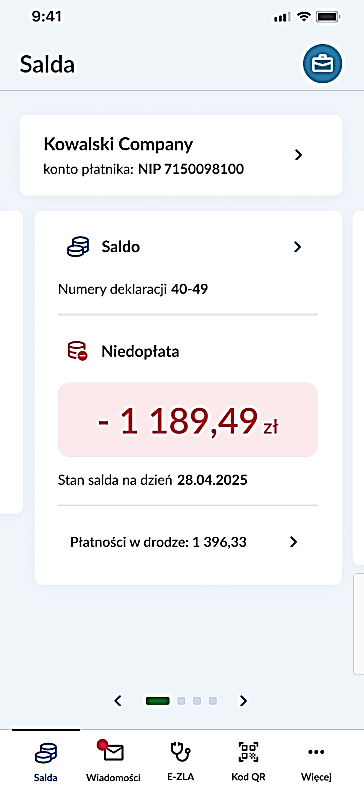 9:41
Salda
Kowalski Company
konto płatnika: NIP 7150098100
Saldo
Numery deklaracji 40-49
Niedopłata
- 1 189,49 zł
Stan salda na dzień 28.04.2025
Płatności w drodze: 1 396,33
Salda
Wiadomości
E-ZLA
Kod QR
Więcej